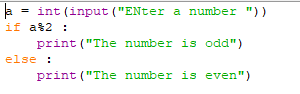 a = int(input("ENter a number "))
if a%2 :
    print("The number is odd")
else :
    print("The number is even")